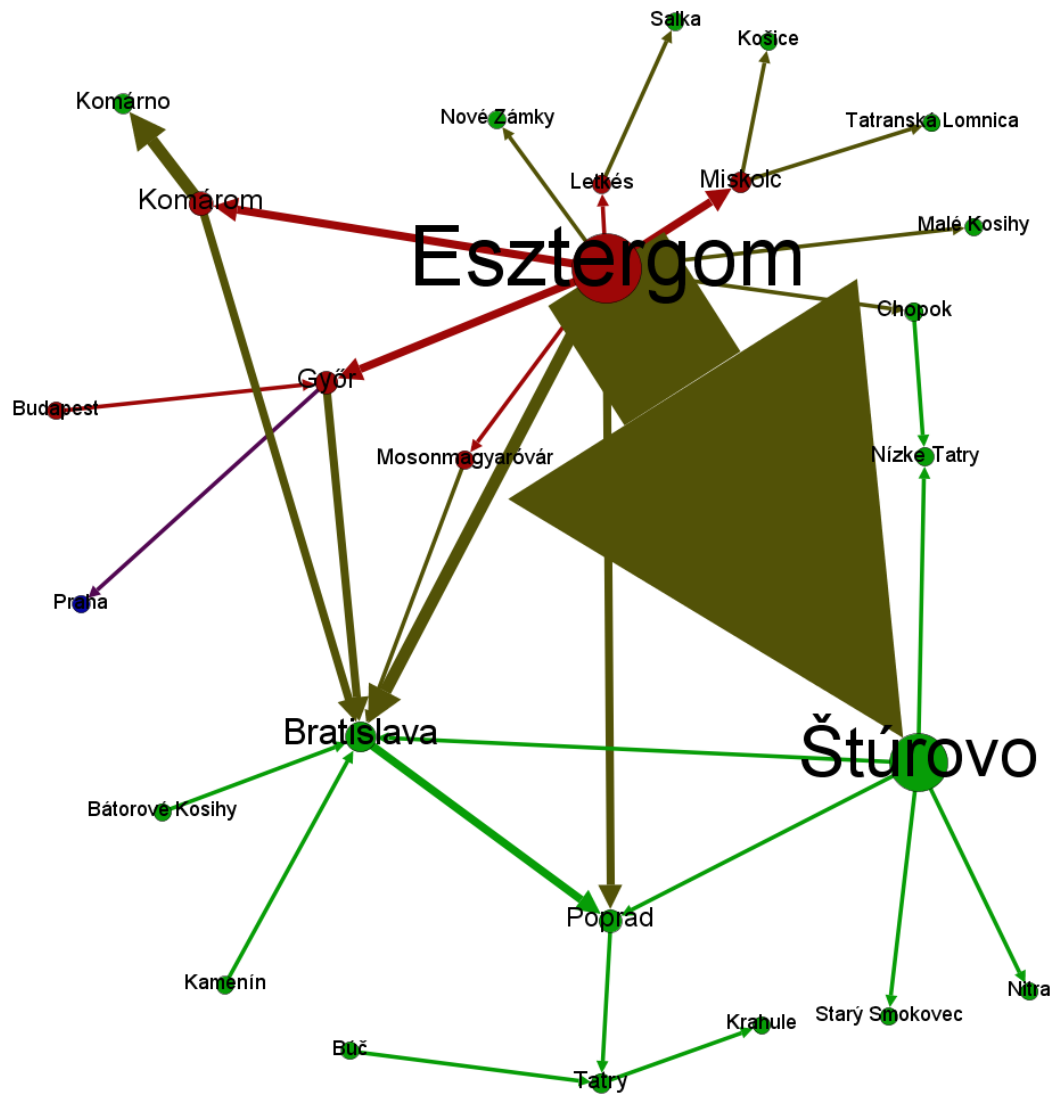 Salka
Košice
Komárno
Nové Zámky
Tatranská Lomnica
Letkés
Miskolc
Komárom
Malé Kosihy
Esztergom
Chopok
Győr
Budapest
Mosonmagyaróvár
Nízke Tatry
Praha
Bratislava
Štúrovo
Bátorové Kosihy
Poprad
Kamenín
Nitra
Starý Smokovec
Krahule
Búč
Tatry